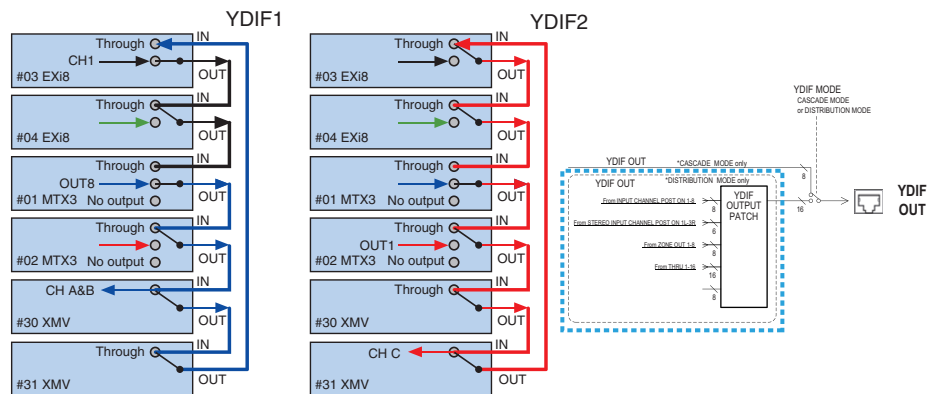 YDIF1
IN
Through
CH1
#03 EXi8
OUT
IN
Through
#04 EXi8
OUT
IN
Through
OUT8
#01 MTX3 No output
OUT
IN
Through
#02 MTX3 No output
OUT
CH A&B
IN
#30 XMV
OUT
IN
Through
#31 XMV
OUT
YDIF2
IN
Through
#03 EXi8
OUT
IN
Through
#04 EXi8
OUT
IN
Through
#01 MTX3 No output
OUT
IN
Through
OUT1
#02 MTX3 No output
OUT
IN
Through
#30 XMV
OUT
IN
CH C
#31 XMV
OUT
YDIF MODE
CASCADE MODE
or DISTRIBUTION MODE
YDIF OUT *CASCADE MODE only
8
YDIF OUT *DISTRIBUTION MODE only
YDIF
OUTPUT
PATCH
From INPUT CHANNEL POST ON 1-8
8
From STEREO INPUT CHANNEL POST ON 1L-3R
6
From ZONE OUT 1-8
8
From THRU 1-16
16
8
16
YDIF
OUT